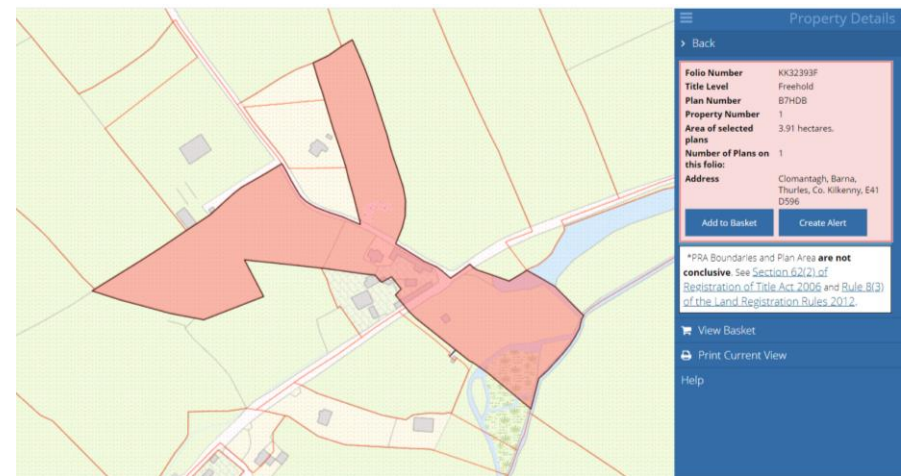 Property Details
Back
Folio Number KK32393F
Title Level Freehold
Plan Number B7HDB
Property Number 1
Area of selected plans 3.91 hectares.
Number of Plans on this folio: 1
Address Clomantagh, Barna, Thurles, Co. Kilkenny, E41 D596
Add to Basket Create Alert
*PRA Boundaries and Plan Area are not
conclusive. See Section 62(2) of
Registration of Title Act 2006 and Rule 8(3)
of the Land Registration Rules 2012.
View Basket
Print Current View
Help